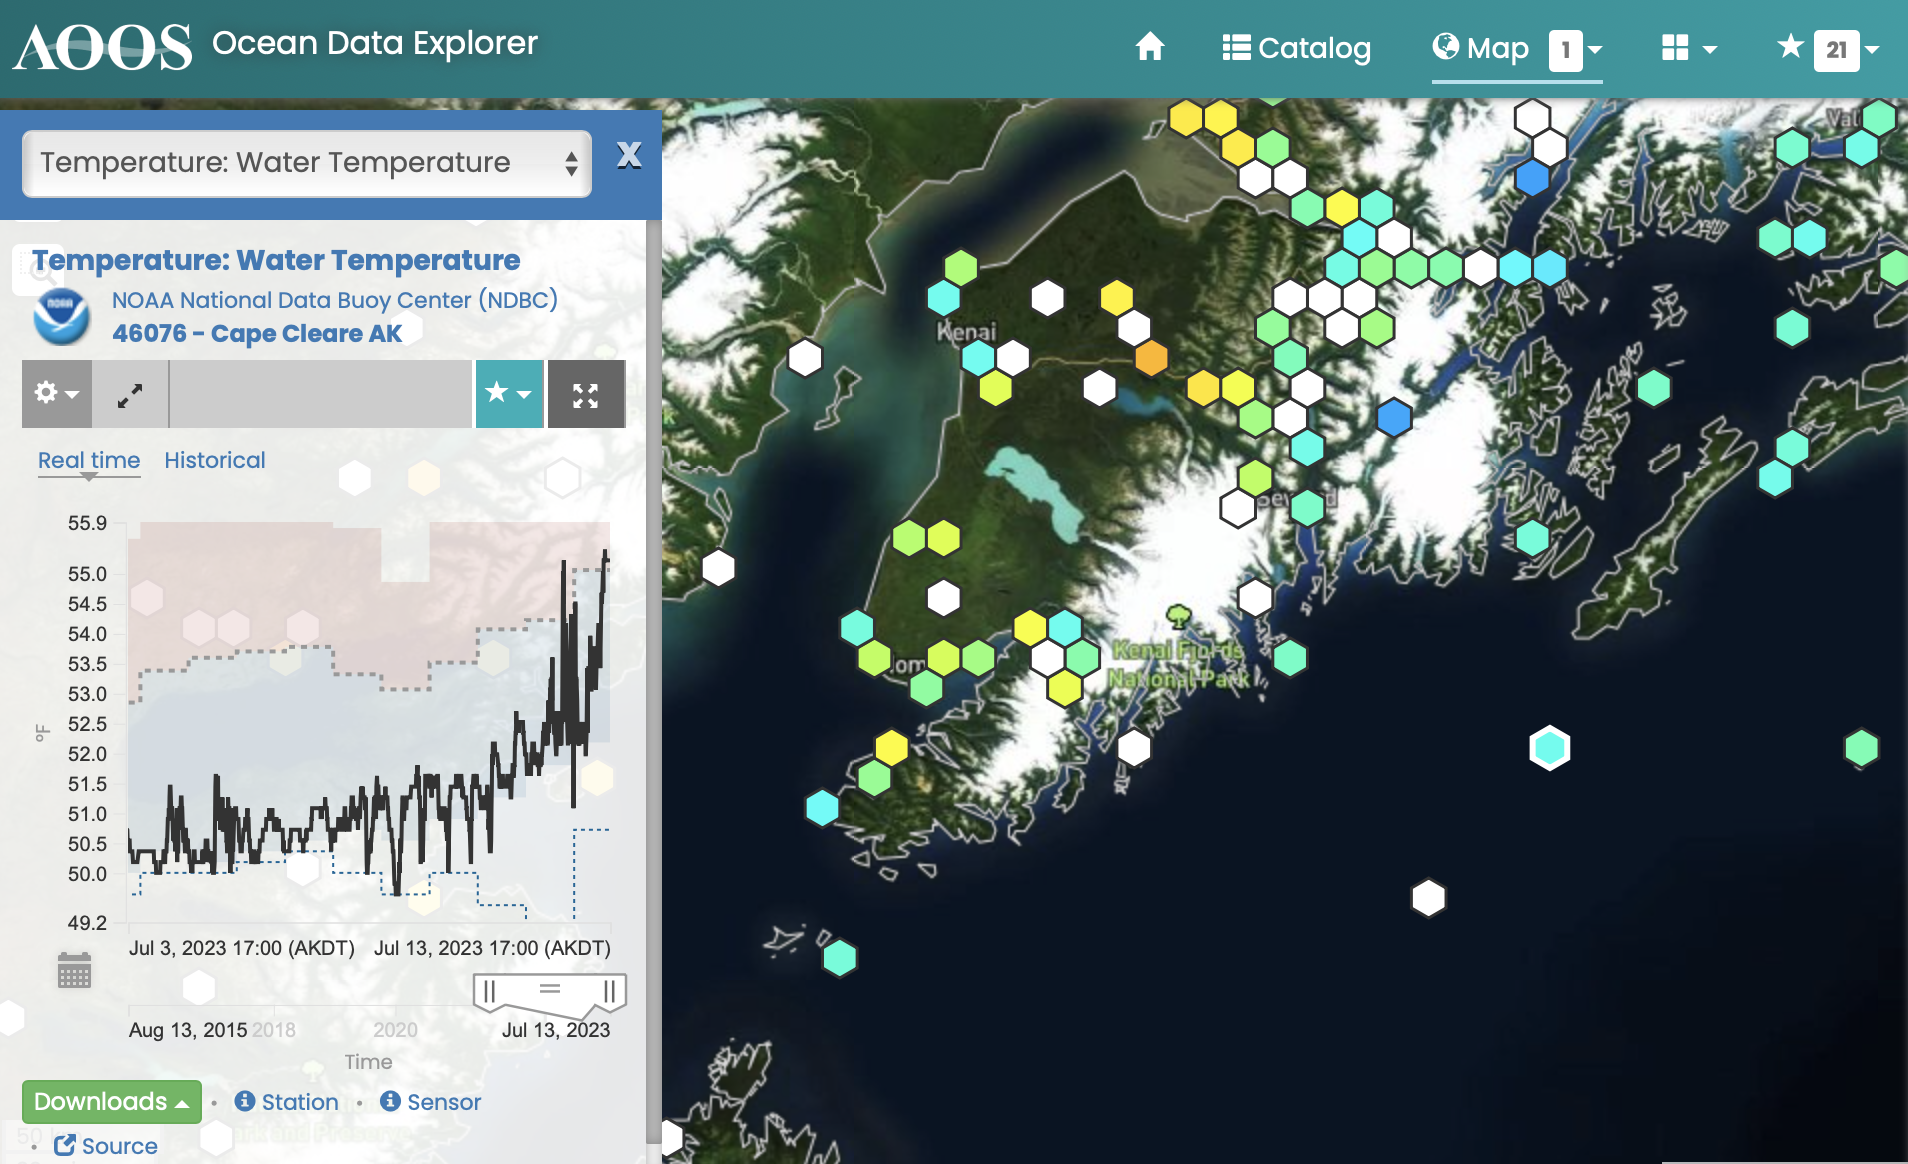 AOOS Ocean Data Explorer
Catalog
Map 1
21
Temperature: Water Temperature
X
Temperature: Water Temperature
NOAA
NOAA National Data Buoy Center (NDBC)
46076 - Cape Cleare AK
Real time Historical
55.9
55.0
54.5
54.0
53.5
53.0
52.5
52.0
51.5
51.0
50.5
50.0
49.2
°F
Jul 3, 2023 17:00 (AKDT) Jul 13, 2023 17:00 (AKDT)
Aug 13, 2015 2018 2020 Jul 13, 2023
Time
Downloads
Station
Sensor
50
Source
Val
Kenai
Seward
Kenai Fjords
National Park